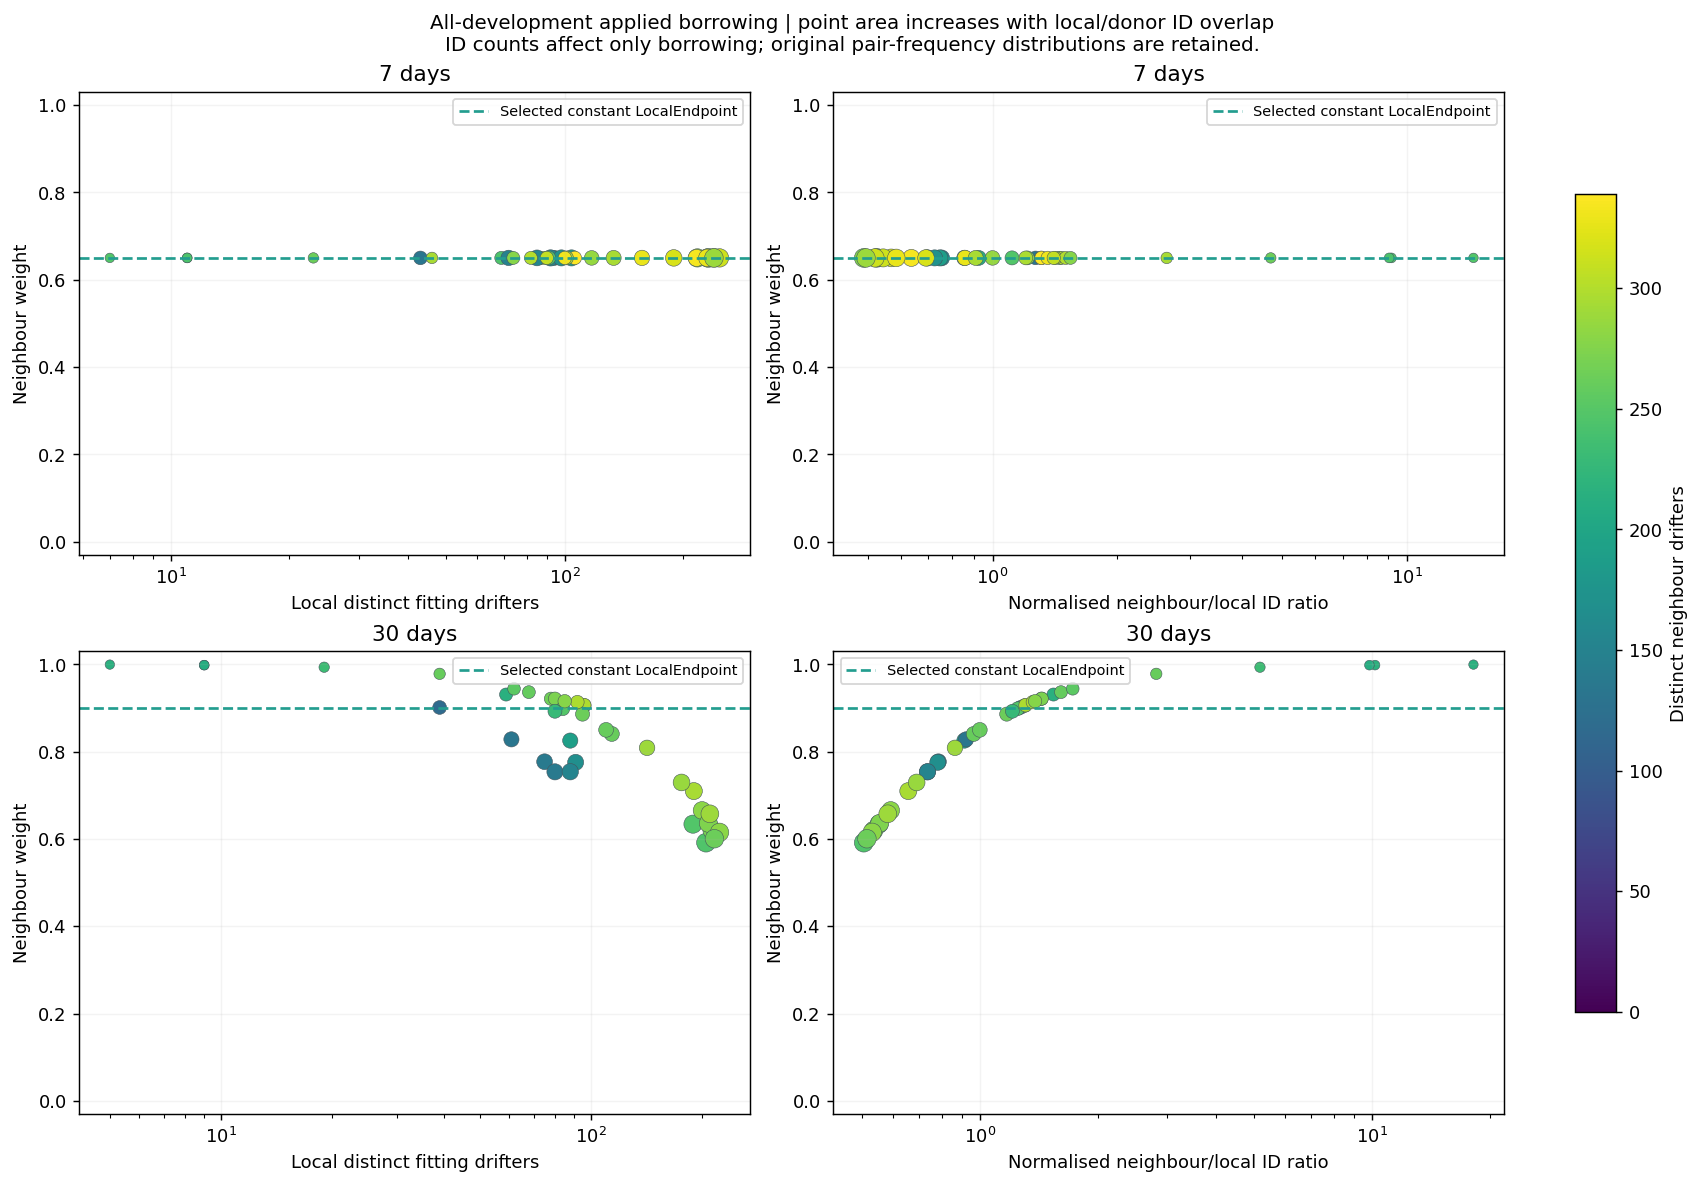 All-development applied borrowing | point area increases with local/donor ID overlap
ID counts affect only borrowing; original pair-frequency distributions are retained.
7 days
Selected constant LocalEndpoint
1.0
0.8
0.6
0.4
0.2
0.0
Neighbour weight
10¹
10²
Local distinct fitting drifters
7 days
Selected constant LocalEndpoint
1.0
0.8
0.6
0.4
0.2
0.0
Neighbour weight
10⁰
10¹
Normalised neighbour/local ID ratio
30 days
Selected constant LocalEndpoint
1.0
0.8
0.6
0.4
0.2
0.0
Neighbour weight
10¹
10²
Local distinct fitting drifters
30 days
Selected constant LocalEndpoint
1.0
0.8
0.6
0.4
0.2
0.0
Neighbour weight
10⁰
10¹
Normalised neighbour/local ID ratio
300
250
200
150
100
50
0
Distinct neighbour drifters